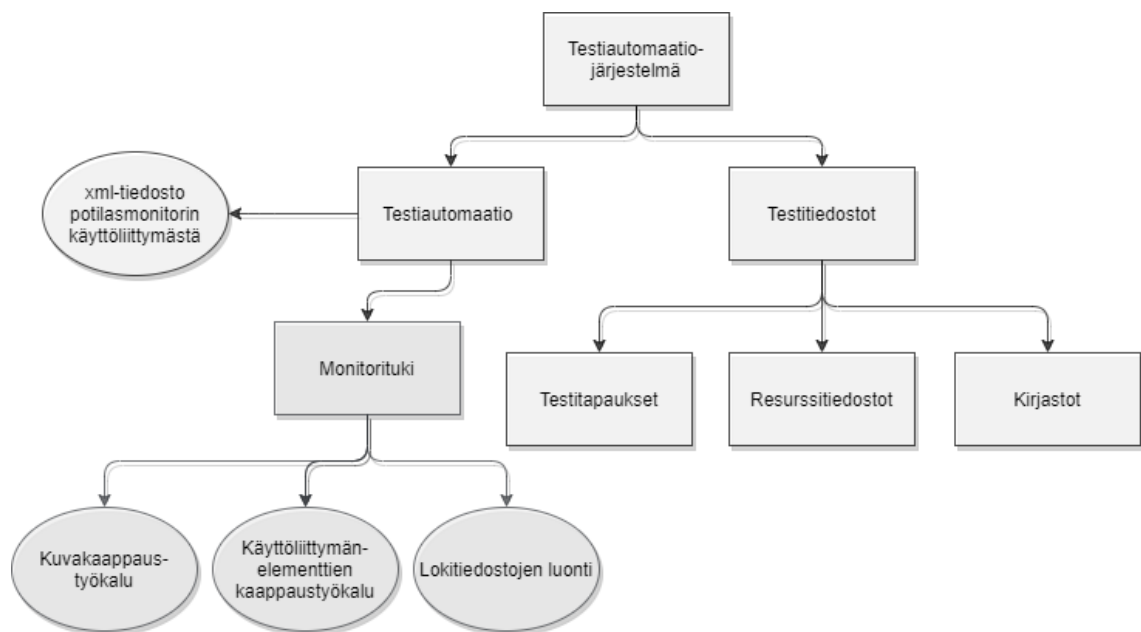 Testiautomaatio-
järjestelmä
xml-tiedosto
potilasmonitorin
käyttöliittymästä
Testiautomaatio
Testitiedostot
Monitorituki
Testitapaukset
Resurssitiedostot
Kirjastot
Kuvakaappaus-
työkalu
Käyttöliittymän-
elementtien
kaappaustyökalu
Lokitiedostojen luonti